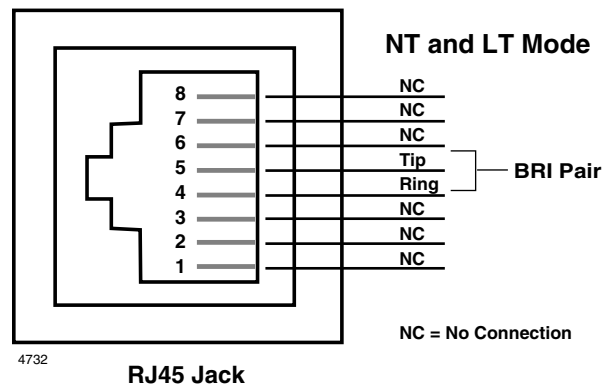 NT and LT Mode
8 NC
7 NC
6 NC
5 Tip
4 Ring
BRI Pair
3 NC
2 NC
1 NC
NC = No Connection
4732
RJ45 Jack